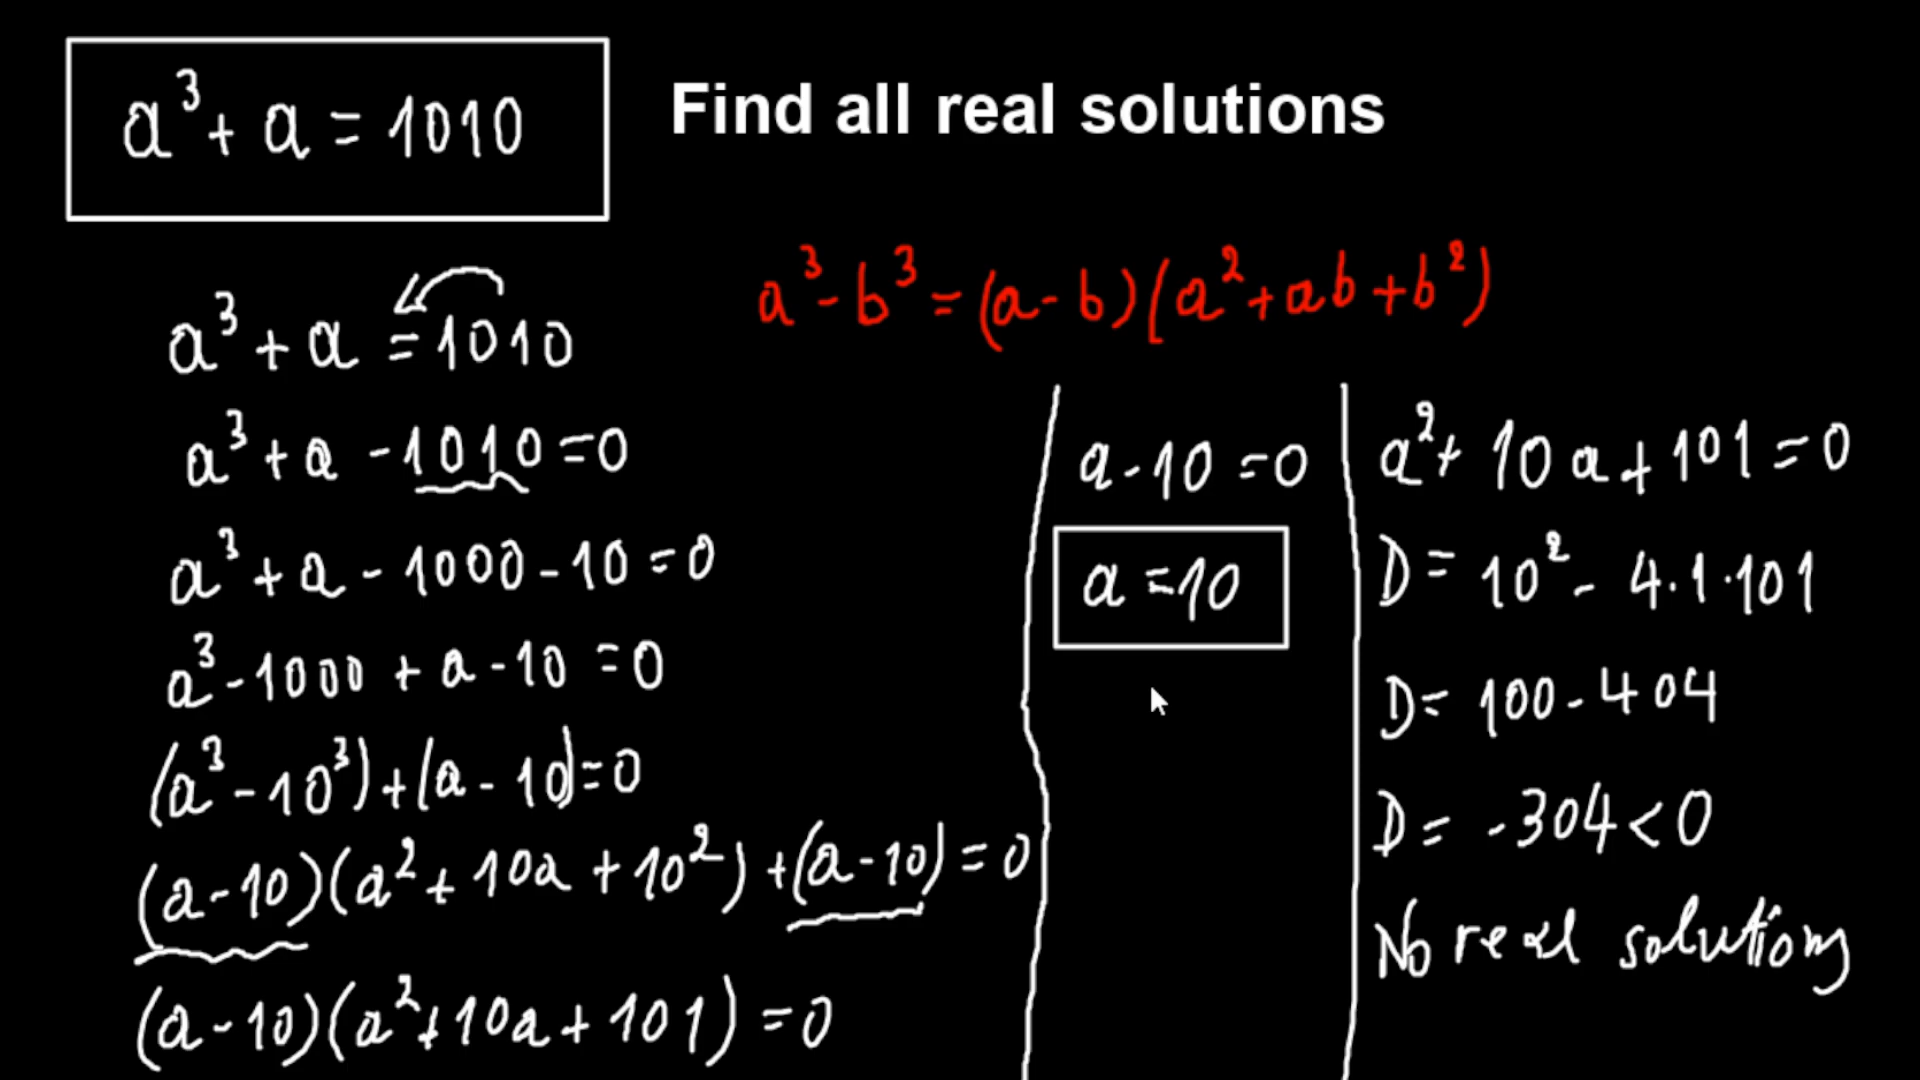 a³ + a = 1010
Find all real solutions
a³ - b³ = (a - b)(a² + ab + b²)
a³ + a = 1010
a³ + a - 1010 = 0
a³ + a - 1000 - 10 = 0
a³ - 1000 + a - 10 = 0
(a³ - 10³) + (a - 10) = 0
(a - 10)(a² + 10a + 10²) + (a - 10) = 0
(a - 10)(a² + 10a + 101) = 0
a - 10 = 0
a = 10
a² + 10a + 101 = 0
D = 10² - 4·1·101
D = 100 - 404
D = -304 < 0
No real solutions